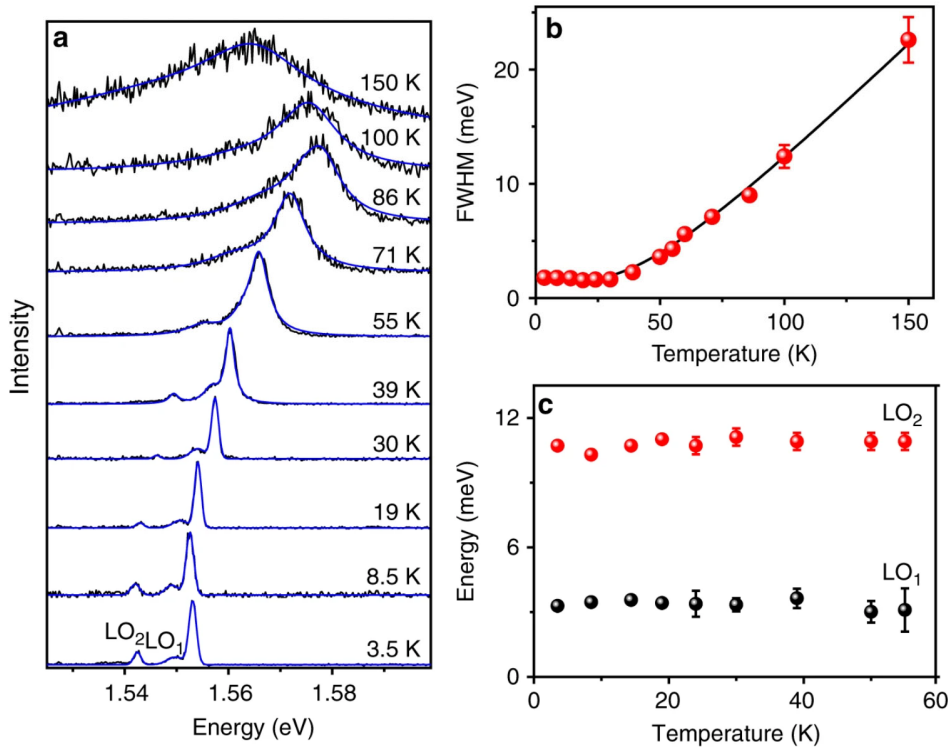 a
150 K
100 K
86 K
71 K
55 K
39 K
30 K
19 K
8.5 K
3.5 K
LO₂ LO₁
Intensity
1.54 1.56 1.58
Energy (eV)
b
20
10
0
FWHM (meV)
0 50 100 150
Temperature (K)
c
12
6
0
Energy (meV)
LO₂
LO₁
0 20 40 60
Temperature (K)